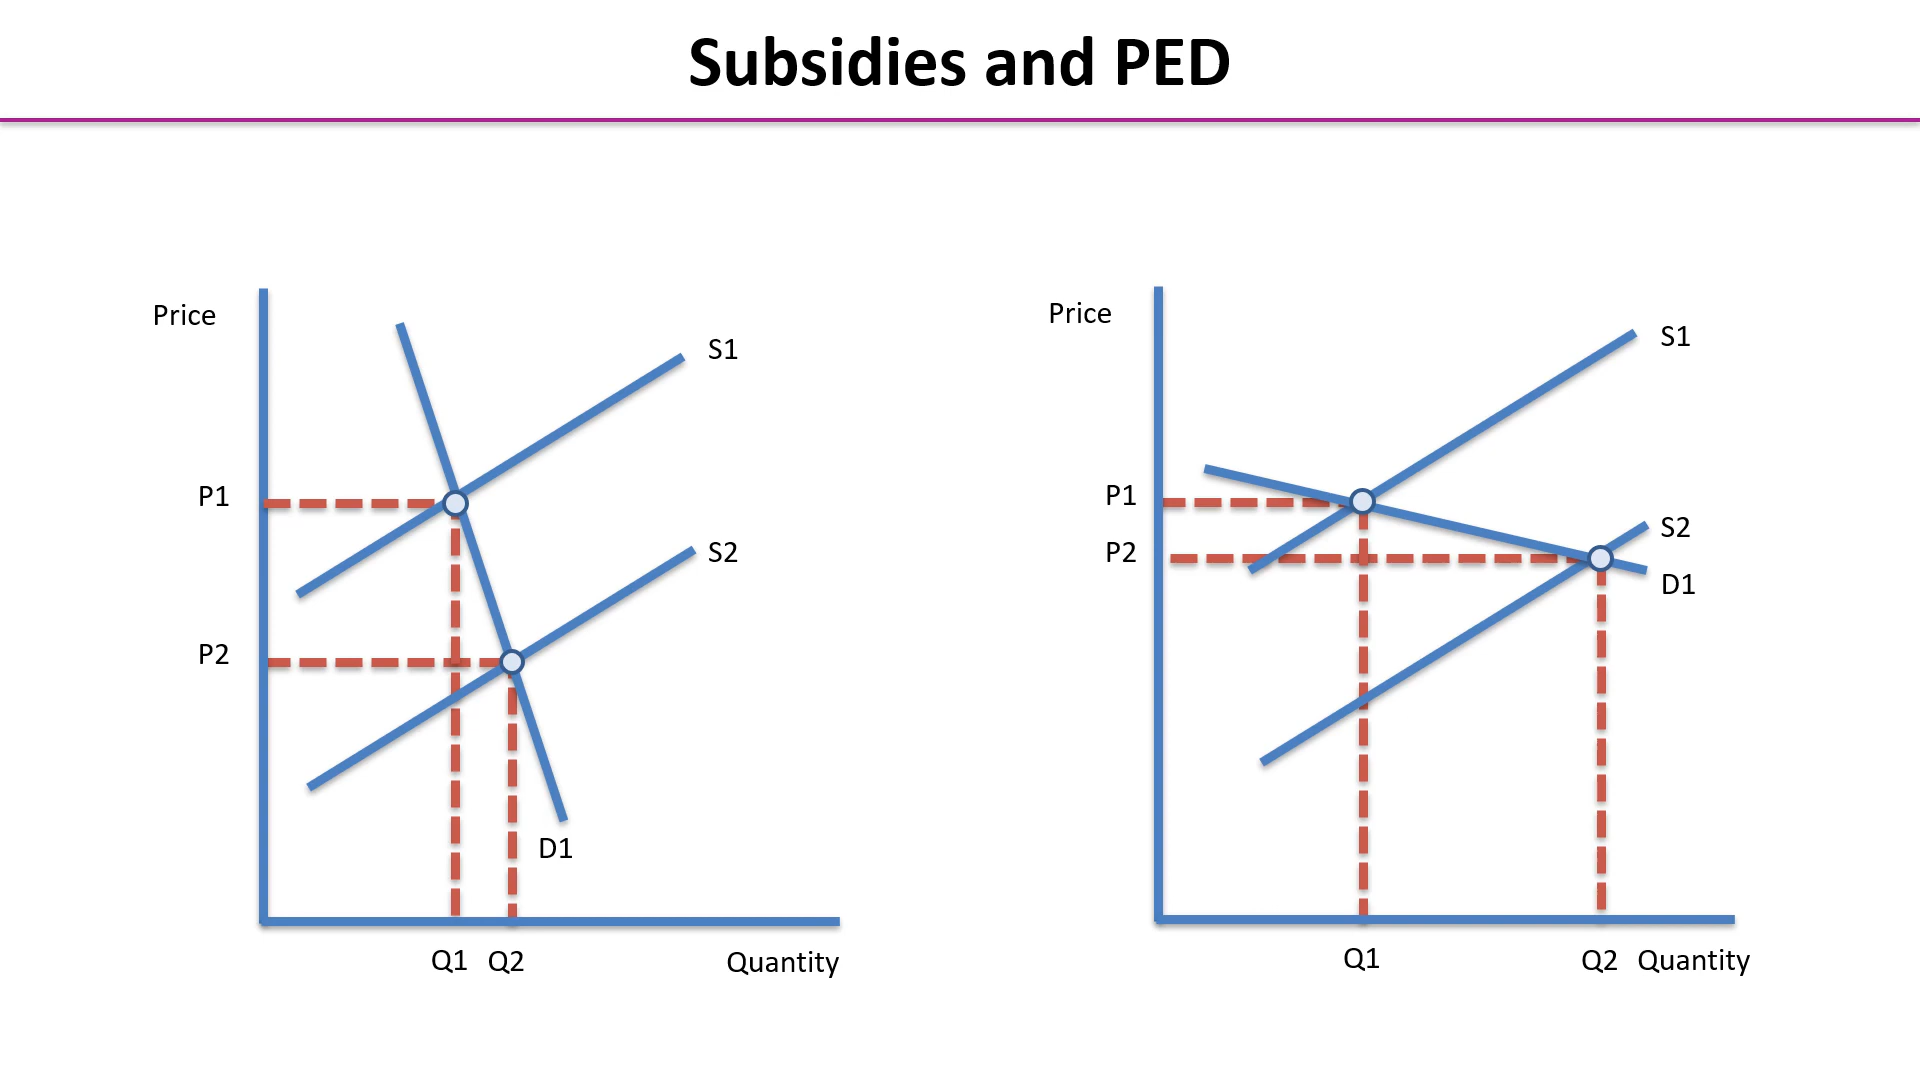 Subsidies and PED
Price
S1
P1
S2
P2
D1
Q1 Q2 Quantity
Price
S1
P1
S2
P2
D1
Q1 Q2 Quantity